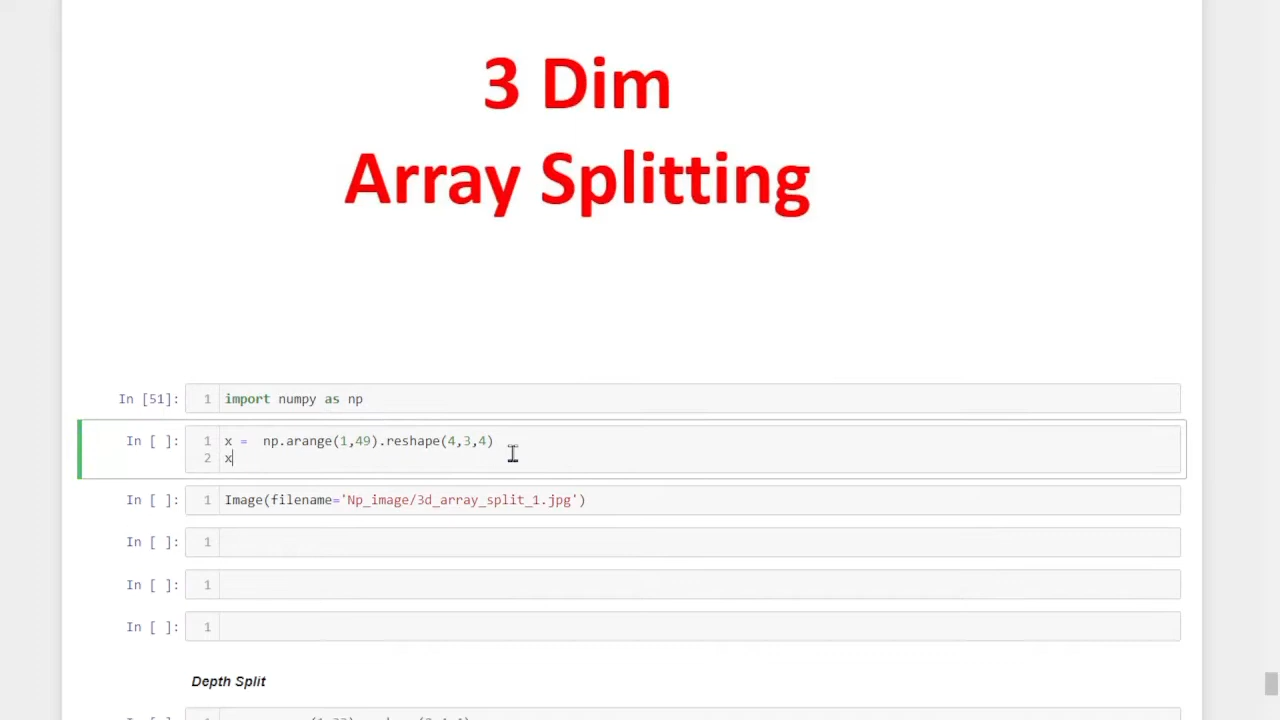 3 Dim
Array Splitting
In [51]: 1 import numpy as np
In [ ]: 1 x =  np.arange(1,49).reshape(4,3,4)
2 x
In [ ]: 1 Image(filename='Np_image/3d_array_split_1.jpg')
In [ ]: 1
In [ ]: 1
In [ ]: 1
Depth Split